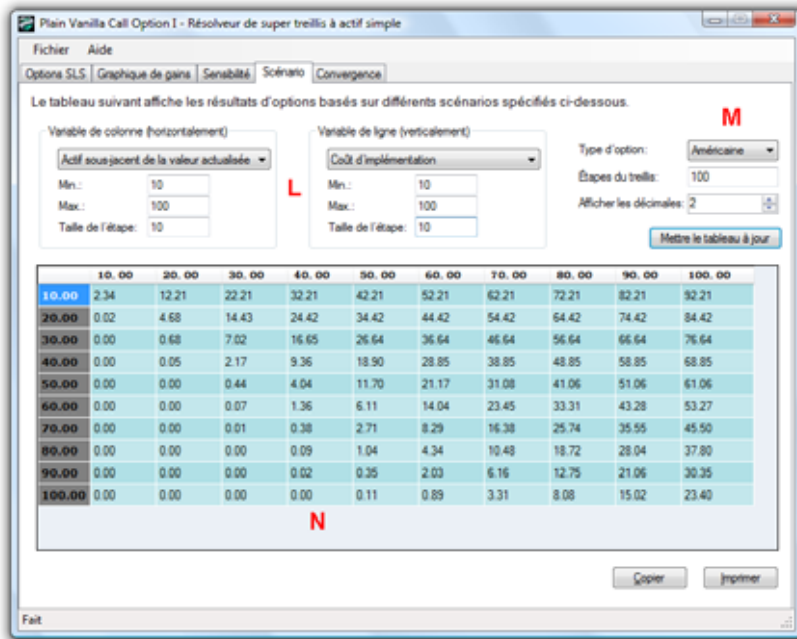 Plain Vanilla Call Option I - Résolveur de super treillis à actif simple
Fichier Aide
Options SLS Graphique de gains Sensibilité Scénario Convergence
Le tableau suivant affiche les résultats d'options basés sur différents scénarios spécifiés ci-dessous.
M
Variable de colonne (horizontalement) Variable de ligne (verticalement)
Actif sous-jacent de la valeur actualisée Coût d'implémentation Type d'option: Américaine
Min.: 10 L Min.: 10 Étapes du treillis: 100
Max.: 100 Max.: 100 Afficher les décimales: 2
Taille de l'étape: 10 Taille de l'étape: 10
Mettre le tableau à jour
10.00 20.00 30.00 40.00 50.00 60.00 70.00 80.00 90.00 100.00
10.00 2.34 12.21 22.21 32.21 42.21 52.21 62.21 72.21 82.21 92.21
20.00 0.02 4.68 14.43 24.42 34.42 44.42 54.42 64.42 74.42 84.42
30.00 0.00 0.68 7.02 16.65 26.64 36.64 46.64 56.64 66.64 76.64
40.00 0.00 0.05 2.17 9.36 18.90 28.85 38.85 48.85 58.85 68.85
50.00 0.00 0.00 0.44 4.04 11.70 21.17 31.08 41.06 51.06 61.06
60.00 0.00 0.00 0.07 1.36 6.11 14.04 23.45 33.31 43.28 53.27
70.00 0.00 0.00 0.01 0.38 2.71 8.29 16.38 25.74 35.55 45.50
80.00 0.00 0.00 0.00 0.09 1.04 4.34 10.48 18.72 28.04 37.80
90.00 0.00 0.00 0.00 0.02 0.35 2.03 6.16 12.75 21.06 30.35
100.00 0.00 0.00 0.00 0.00 0.11 0.89 3.31 8.08 15.02 23.40
N
Copier Imprimer
Fait